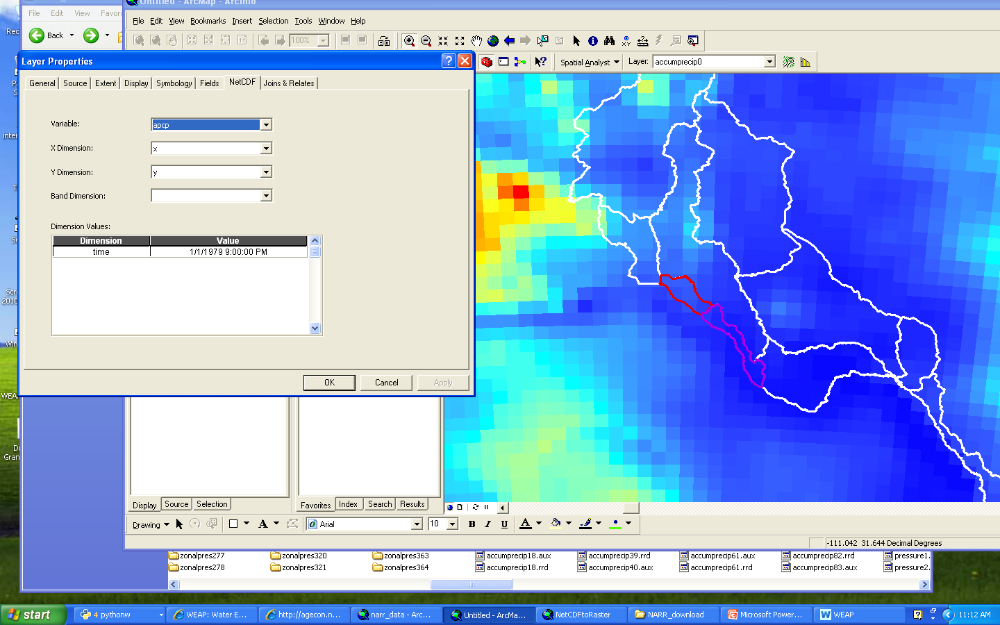 Untitled - ArcMap - ArcInfo
File Edit View Favori
File Edit View Bookmarks Insert Selection Tools Window Help
Back
100%
Layer Properties
Spatial Analyst Layer: accumprecip0
General Source Extent Display Symbology Fields NetCDF Joins & Relates
Variable: apcp
X Dimension: x
Y Dimension: y
Band Dimension:
Dimension Values:
Dimension Value
time 1/1/1979 9:00:00 PM
OK Cancel Apply
Display Source Selection
Favorites Index Search Results
Drawing A Arial 10 B I U A
-111.042 31.644 Decimal Degrees
zonalpres277 zonalpres320 zonalpres363 accumprecip18.aux accumprecip39.rrd accumprecip61.aux accumprecip82.rrd pressure1.
zonalpres278 zonalpres321 zonalpres364 accumprecip18.rrd accumprecip40.aux accumprecip61.rrd accumprecip83.aux pressure2.
start 4 pythonw WEAP: Water E... http://agecon.n... narr_data - Arc... Untitled - ArcMa... NetCDFtoRaster NARR_download Microsoft Power... WEAP 11:12 AM